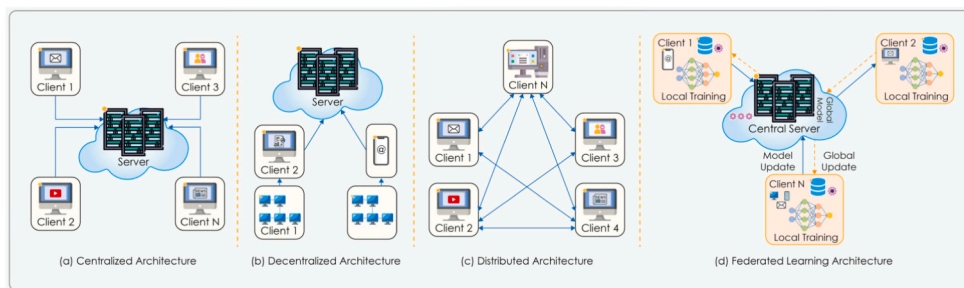 Client 1
Client 3
Server
Client 2
Client N
(a) Centralized Architecture
Server
Client 2
@
Client 1
(b) Decentralized Architecture
Client N
Client 1
Client 3
Client 2
Client 4
(c) Distributed Architecture
Client 1
@
Local Training
Client 2
Local Training
Global
Model
Central Server
Model
Update
Global
Update
Client N
Local Training
(d) Federated Learning Architecture